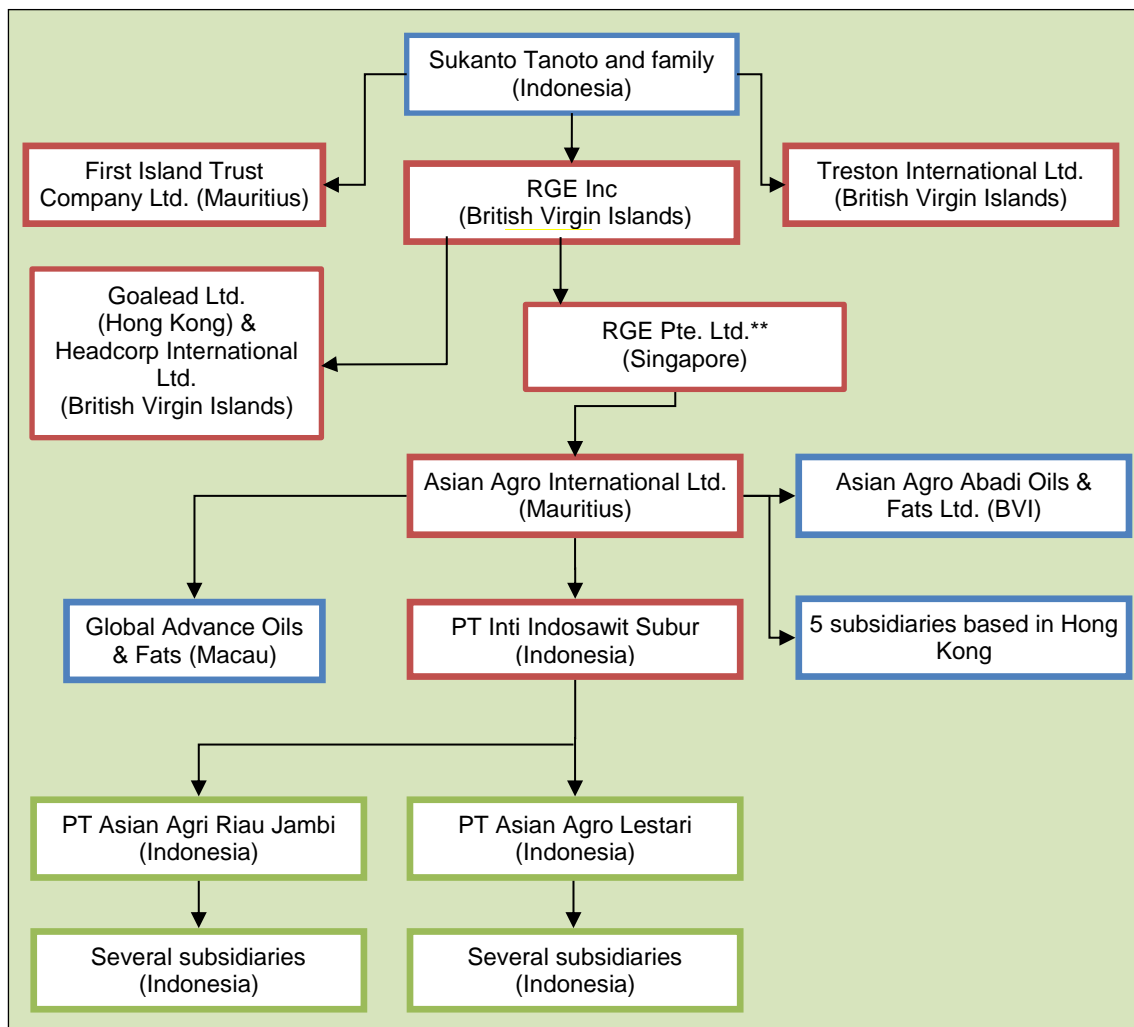 Sukanto Tanoto and family
(Indonesia)
First Island Trust
Company Ltd. (Mauritius)
RGE Inc
(British Virgin Islands)
Treston International Ltd.
(British Virgin Islands)
Goalead Ltd.
(Hong Kong) &
Headcorp International
Ltd.
(British Virgin Islands)
RGE Pte. Ltd.**
(Singapore)
Asian Agro International Ltd.
(Mauritius)
Asian Agro Abadi Oils &
Fats Ltd. (BVI)
Global Advance Oils
& Fats (Macau)
PT Inti Indosawit Subur
(Indonesia)
5 subsidiaries based in Hong
Kong
PT Asian Agri Riau Jambi
(Indonesia)
PT Asian Agro Lestari
(Indonesia)
Several subsidiaries
(Indonesia)
Several subsidiaries
(Indonesia)